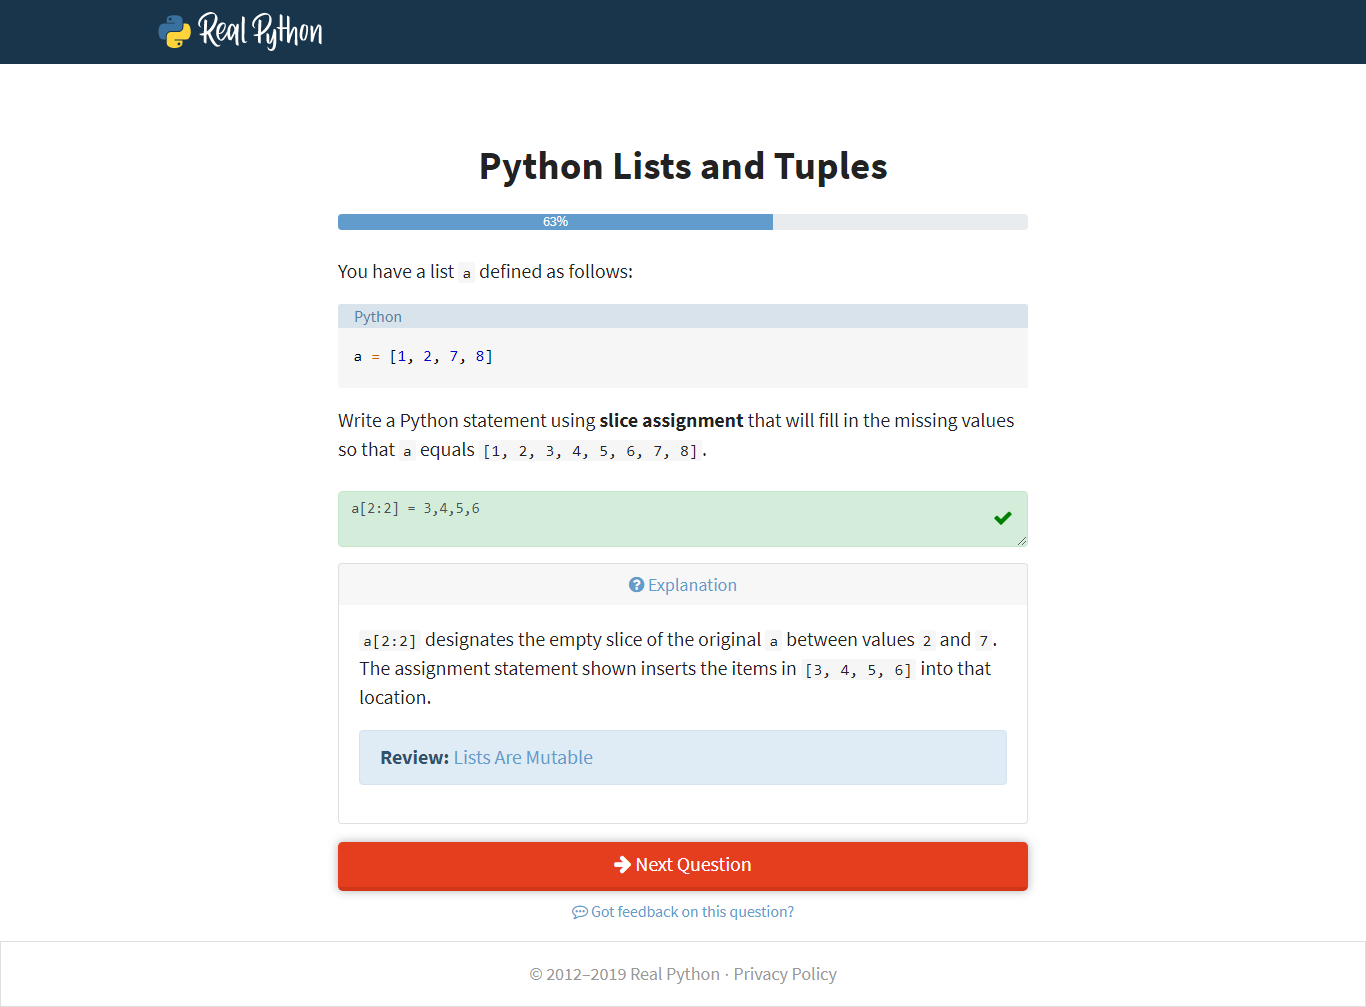 Real Python
Python Lists and Tuples
63%
You have a list a defined as follows:
Python
a = [1, 2, 7, 8]
Write a Python statement using slice assignment that will fill in the missing values
so that a equals [1, 2, 3, 4, 5, 6, 7, 8].
a[2:2] = 3,4,5,6
Explanation
a[2:2] designates the empty slice of the original a between values 2 and 7.
The assignment statement shown inserts the items in [3, 4, 5, 6] into that
location.
Review: Lists Are Mutable
Next Question
Got feedback on this question?
© 2012–2019 Real Python · Privacy Policy